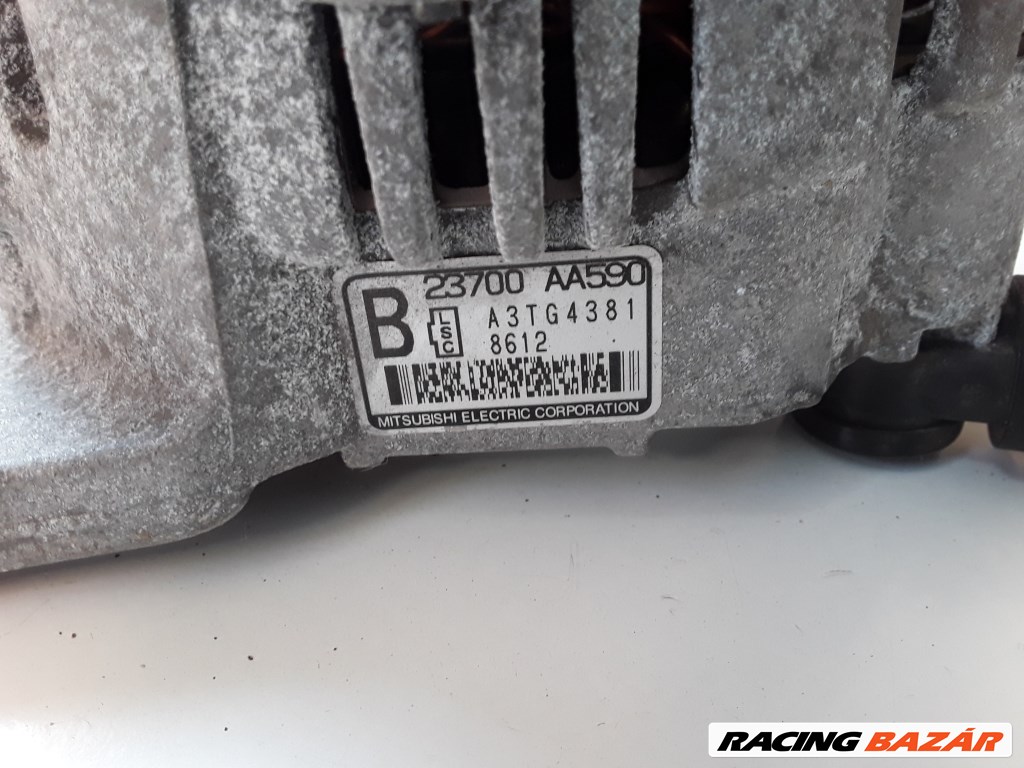 23700 AA590
B
LSC
A3TG4381
8612
MITSUBISHI ELECTRIC CORPORATION
RACING BAZÁR